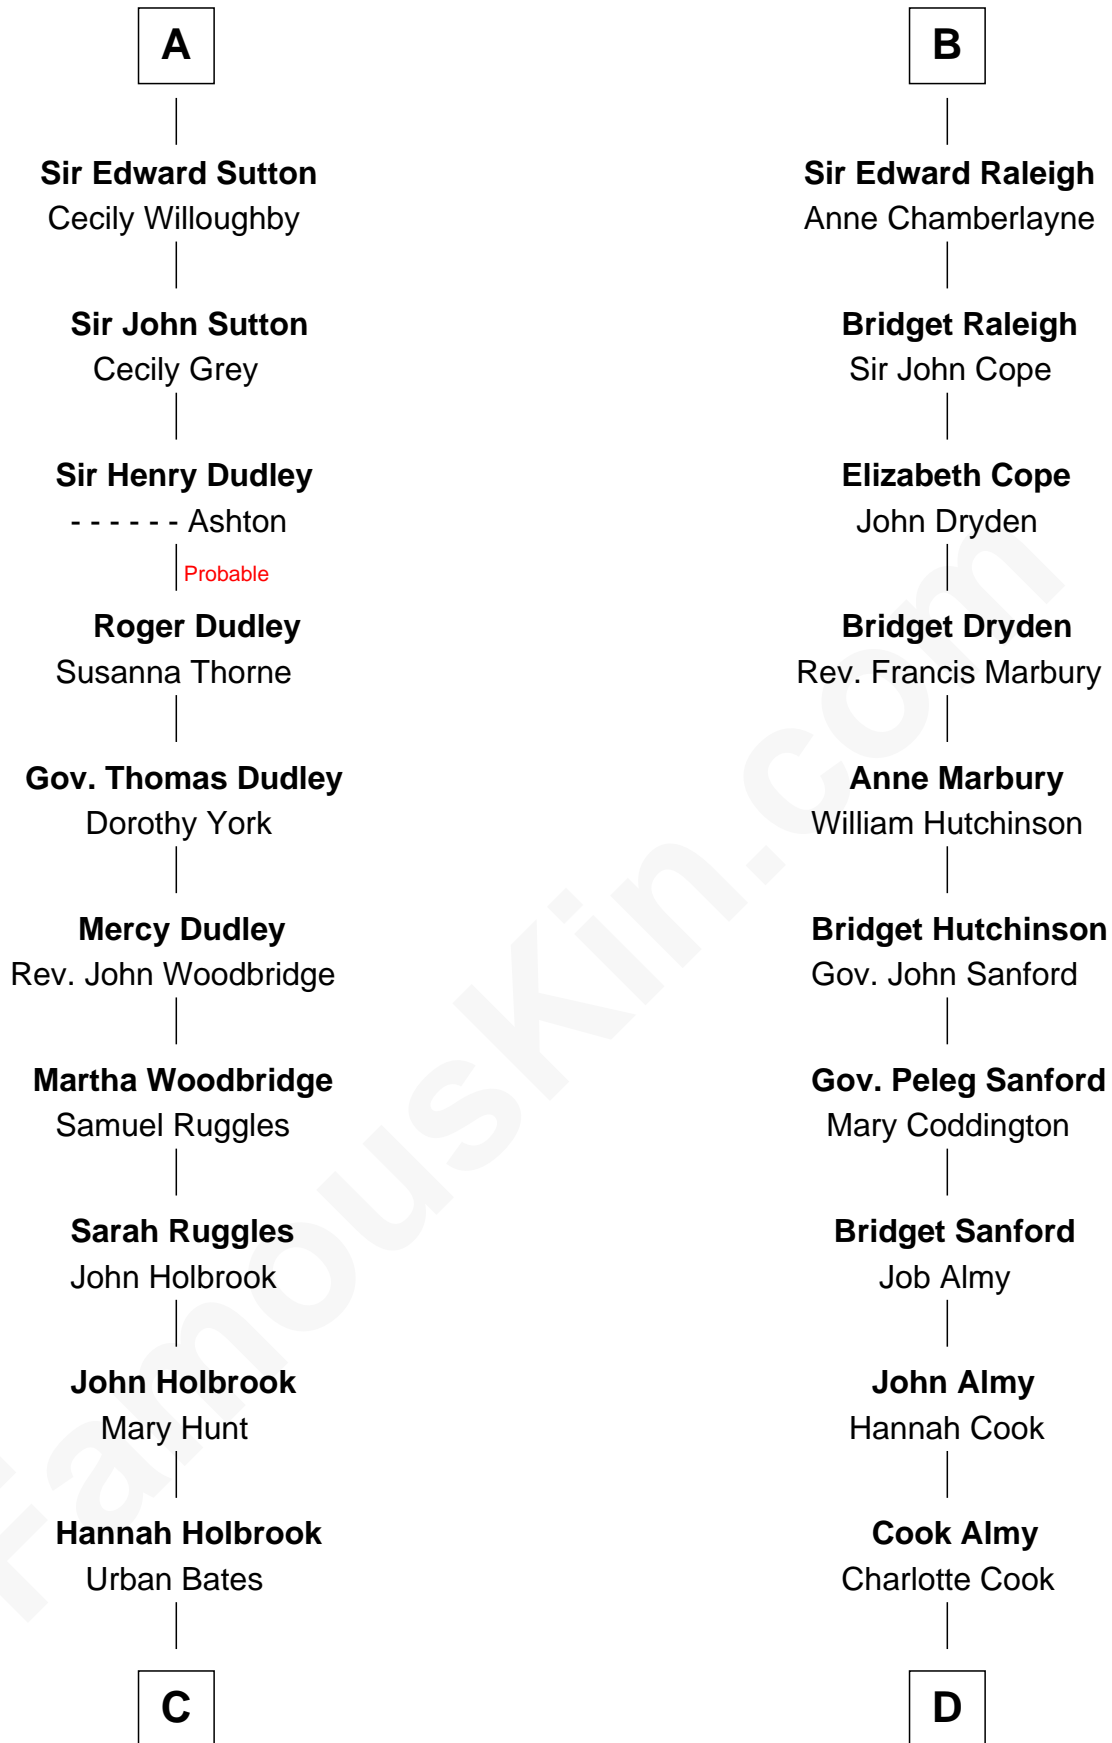 A
Sir Edward Sutton
Cecily Willoughby
Sir John Sutton
Cecily Grey
Sir Henry Dudley
- - - - - - Ashton
Probable
Roger Dudley
Susanna Thorne
Gov. Thomas Dudley
Dorothy York
Mercy Dudley
Rev. John Woodbridge
Martha Woodbridge
Samuel Ruggles
Sarah Ruggles
John Holbrook
John Holbrook
Mary Hunt
Hannah Holbrook
Urban Bates
C
B
Sir Edward Raleigh
Anne Chamberlayne
Bridget Raleigh
Sir John Cope
Elizabeth Cope
John Dryden
Bridget Dryden
Rev. Francis Marbury
Anne Marbury
William Hutchinson
Bridget Hutchinson
Gov. John Sanford
Gov. Peleg Sanford
Mary Coddington
Bridget Sanford
Job Almy
John Almy
Hannah Cook
Cook Almy
Charlotte Cook
D
FamousKin.com